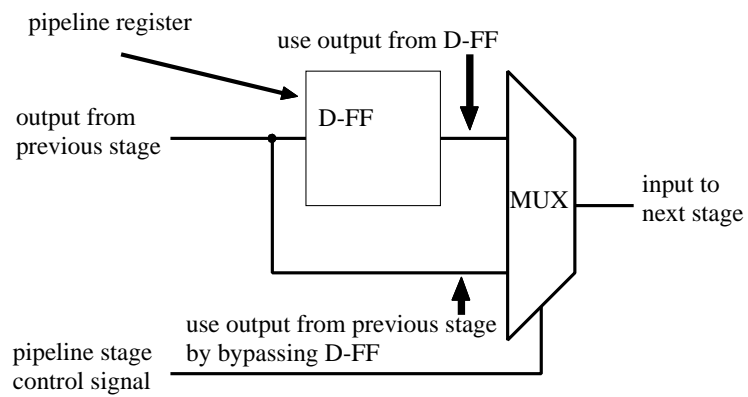 pipeline register
use output from D-FF
D-FF
output from
previous stage
MUX
input to
next stage
use output from previous stage
by bypassing D-FF
pipeline stage
control signal